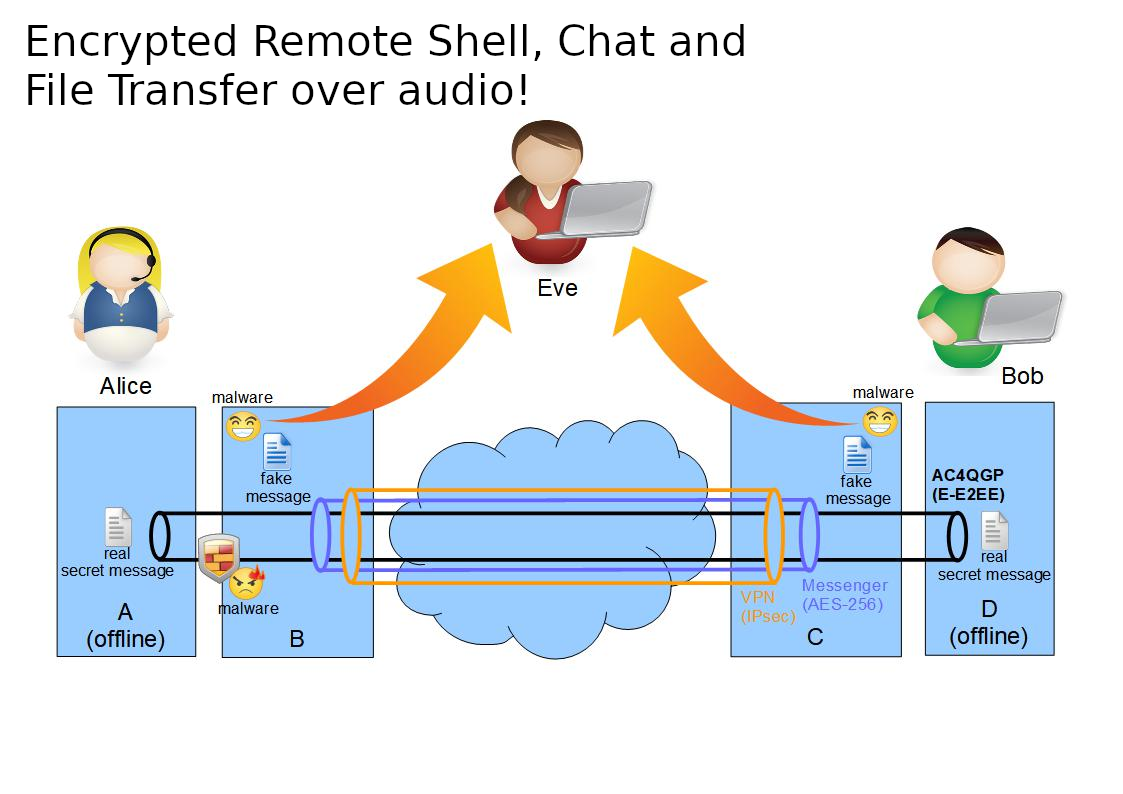 Encrypted Remote Shell, Chat and
File Transfer over audio!
Eve
Alice
Bob
malware
fake
message
real
secret message
malware
A
(offline)
B
malware
fake
message
VPN
(IPsec)
Messenger
(AES-256)
C
AC4QGP
(E-E2EE)
real
secret message
D
(offline)